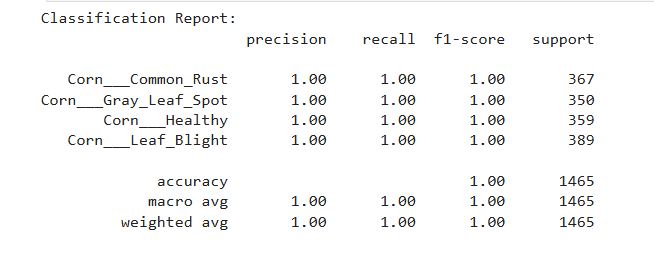 Classification Report:
precision recall f1-score support
Corn___Common_Rust 1.00 1.00 1.00 367
Corn___Gray_Leaf_Spot 1.00 1.00 1.00 350
Corn___Healthy 1.00 1.00 1.00 359
Corn___Leaf_Blight 1.00 1.00 1.00 389
accuracy 1.00 1465
macro avg 1.00 1.00 1.00 1465
weighted avg 1.00 1.00 1.00 1465